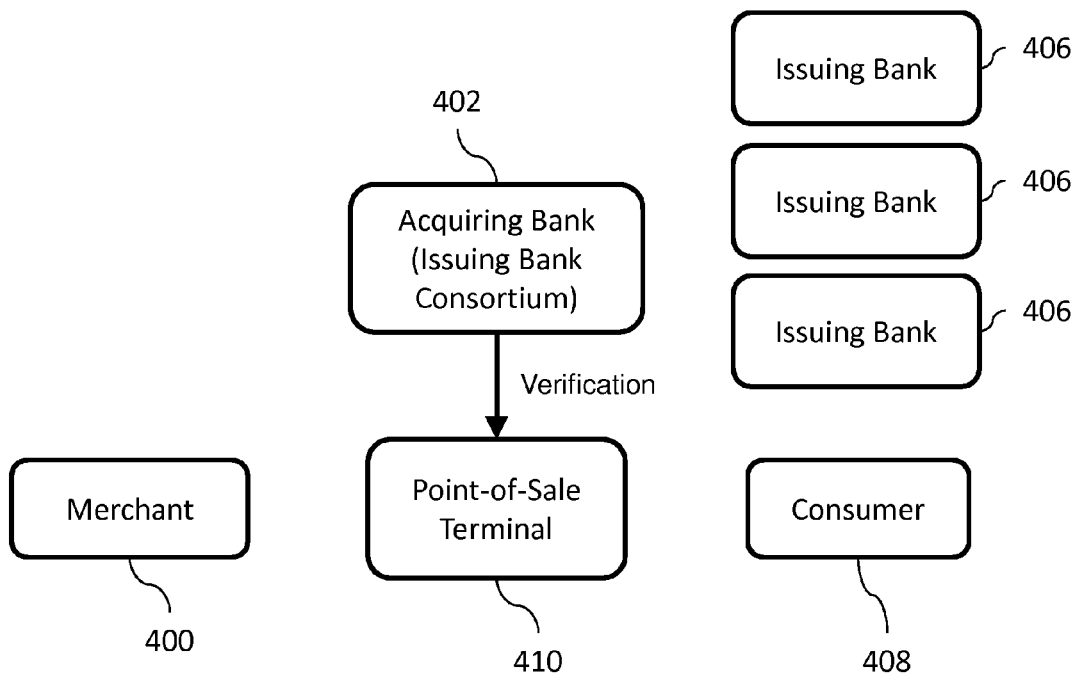 Issuing Bank
406
402
Issuing Bank
406
Acquiring Bank
(Issuing Bank
Consortium)
Issuing Bank
406
Verification
Merchant
Point-of-Sale
Terminal
Consumer
400
410
408